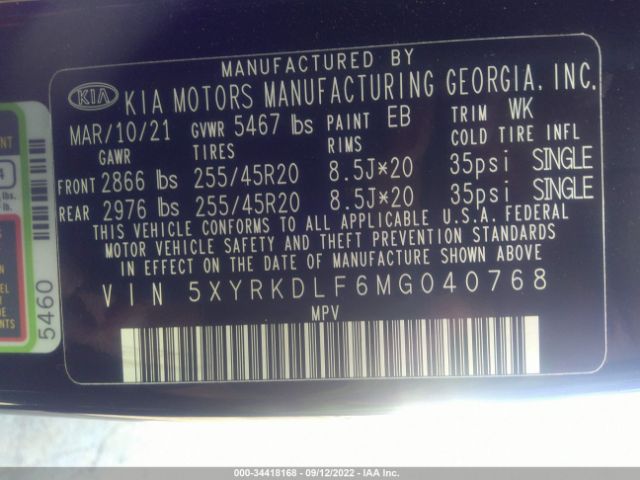 MANUFACTURED BY
KIA KIA MOTORS MANUFACTURING GEORGIA, INC.
MAR/10/21 GVWR 5467 lbs PAINT EB TRIM WK
GAWR TIRES RIMS COLD TIRE INFL
FRONT 2866 lbs 255/45R20 8.5J×20 35psi SINGLE
REAR 2976 lbs 255/45R20 8.5J×20 35psi SINGLE
THIS VEHICLE CONFORMS TO ALL APPLICABLE U.S.A. FEDERAL
MOTOR VEHICLE SAFETY AND THEFT PREVENTION STANDARDS
IN EFFECT ON THE DATE OF MANUFACTURE SHOWN ABOVE.
VIN 5XYRKDLF6MG040768
MPV
5460
000-34418168 - 09/12/2022 - IAA Inc.